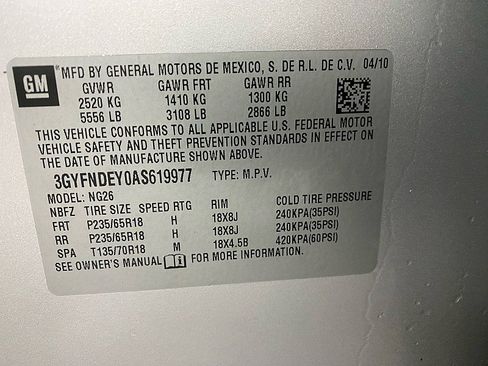 GM MFD BY GENERAL MOTORS DE MEXICO, S. DE R.L. DE C.V. 04/10
GVWR GAWR FRT GAWR RR
2520 KG 1410 KG 1300 KG
5556 LB 3108 LB 2866 LB
THIS VEHICLE CONFORMS TO ALL APPLICABLE U.S. FEDERAL MOTOR
VEHICLE SAFETY AND THEFT PREVENTION STANDARDS IN EFFECT ON
THE DATE OF MANUFACTURE SHOWN ABOVE.
3GYFNDEY0AS619977 TYPE: M.P.V.
MODEL: NG26
NBFZ TIRE SIZE SPEED RTG RIM COLD TIRE PRESSURE
FRT P235/65R18 H 18X8J 240KPA(35PSI)
RR P235/65R18 H 18X8J 240KPA(35PSI)
SPA T135/70R18 M 18X4.5B 420KPA(60PSI)
SEE OWNER'S MANUAL FOR MORE INFORMATION.